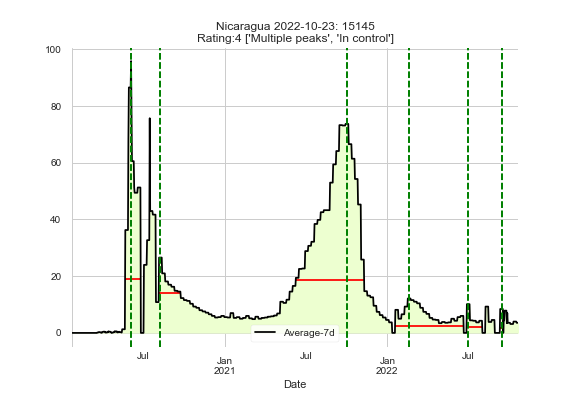 Nicaragua 2022-10-23: 15145
Rating:4 ['Multiple peaks', 'In control']
100
80
60
40
20
0
Average-7d
Jul
Jan
2021
Jul
Jan
2022
Jul
Date